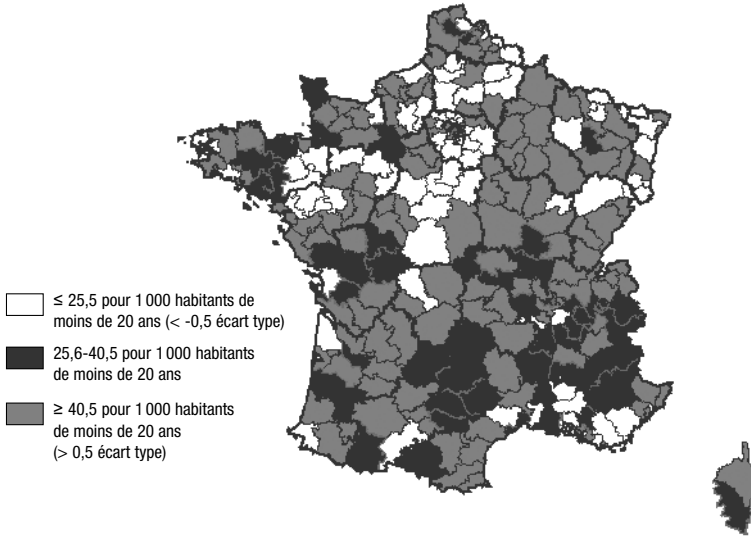 ≤ 25,5 pour 1 000 habitants de
moins de 20 ans (< -0,5 écart type)
25,6-40,5 pour 1 000 habitants
de moins de 20 ans
≥ 40,5 pour 1 000 habitants
de moins de 20 ans
(> 0,5 écart type)